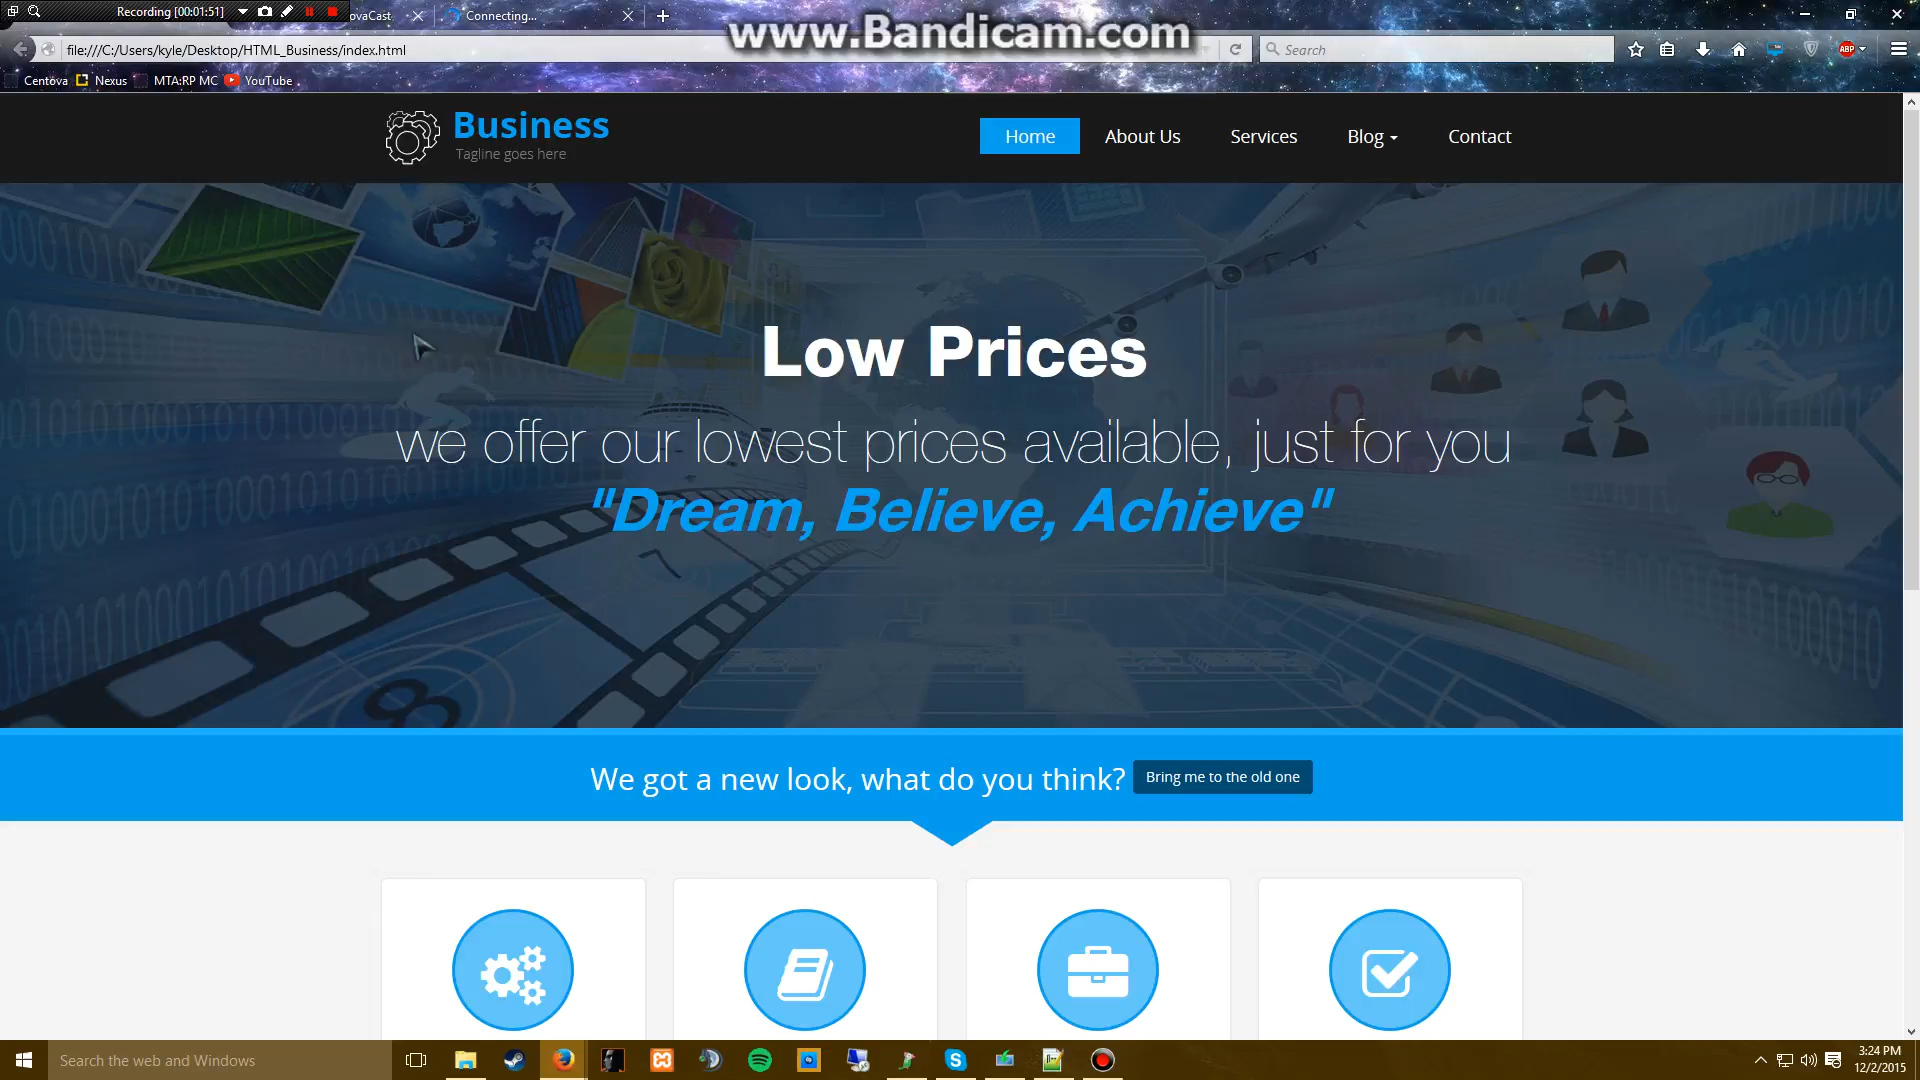 Recording [00:01:51]
ovaCast
Connecting...
www.Bandicam.com
file:///C:/Users/kyle/Desktop/HTML_Business/index.html
Search
ABP
Centova
Nexus
MTA:RP MC
YouTube
Business
Tagline goes here
Home
About Us
Services
Blog
Contact
Low Prices
we offer our lowest prices available, just for you
"Dream, Believe, Achieve"
We got a new look, what do you think?
Bring me to the old one
Search the web and Windows
3:24 PM
12/2/2015